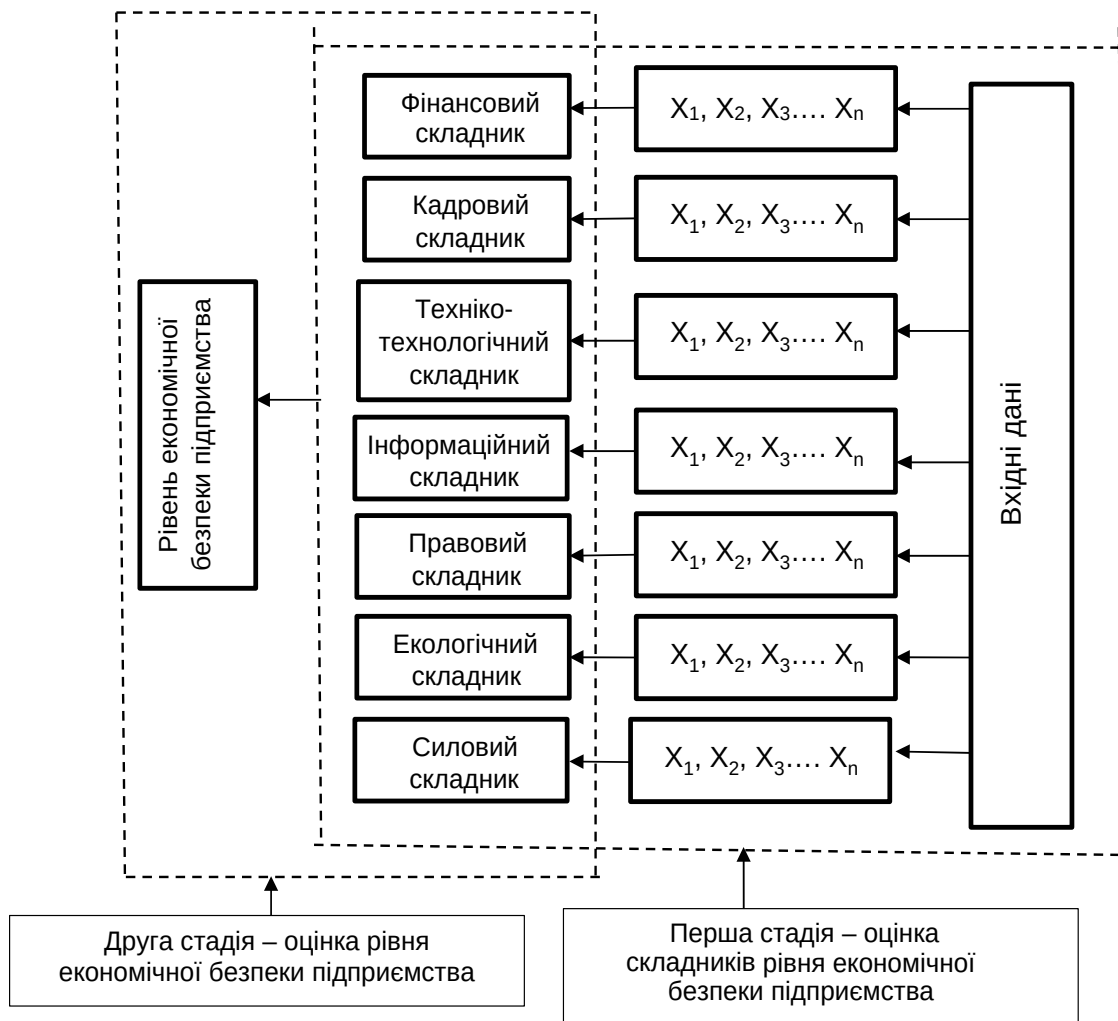 Фінансовий
складник
X1, X2, X3…. Xn
Кадровий
складник
X1, X2, X3…. Xn
Техніко-
технологічний
складник
X1, X2, X3…. Xn
Інформаційний
складник
X1, X2, X3…. Xn
Правовий
складник
X1, X2, X3…. Xn
Екологічний
складник
X1, X2, X3…. Xn
Силовий
складник
X1, X2, X3…. Xn
Рівень економічної
безпеки підприємства
Вхідні дані
Друга стадія – оцінка рівня
економічної безпеки підприємства
Перша стадія – оцінка
складників рівня економічної
безпеки підприємства